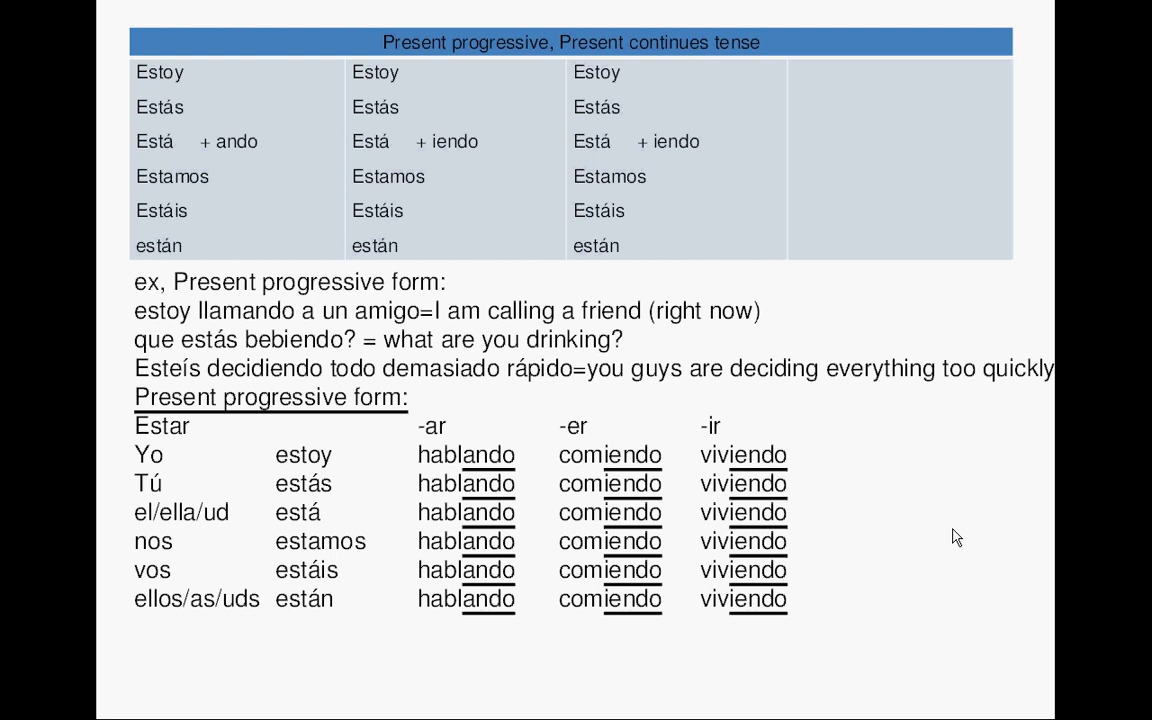 Present progressive, Present continues tense
Estoy Estoy Estoy
Estás Estás Estás
Está + ando Está + iendo Está + iendo
Estamos Estamos Estamos
Estáis Estáis Estáis
están están están
ex, Present progressive form:
estoy llamando a un amigo=I am calling a friend (right now)
que estás bebiendo? = what are you drinking?
Esteís decidiendo todo demasiado rápido=you guys are deciding everything too quickly
Present progressive form:
Estar -ar -er -ir
Yo estoy hablando comiendo viviendo
Tú estás hablando comiendo viviendo
el/ella/ud está hablando comiendo viviendo
nos estamos hablando comiendo viviendo
vos estáis hablando comiendo viviendo
ellos/as/uds están hablando comiendo viviendo